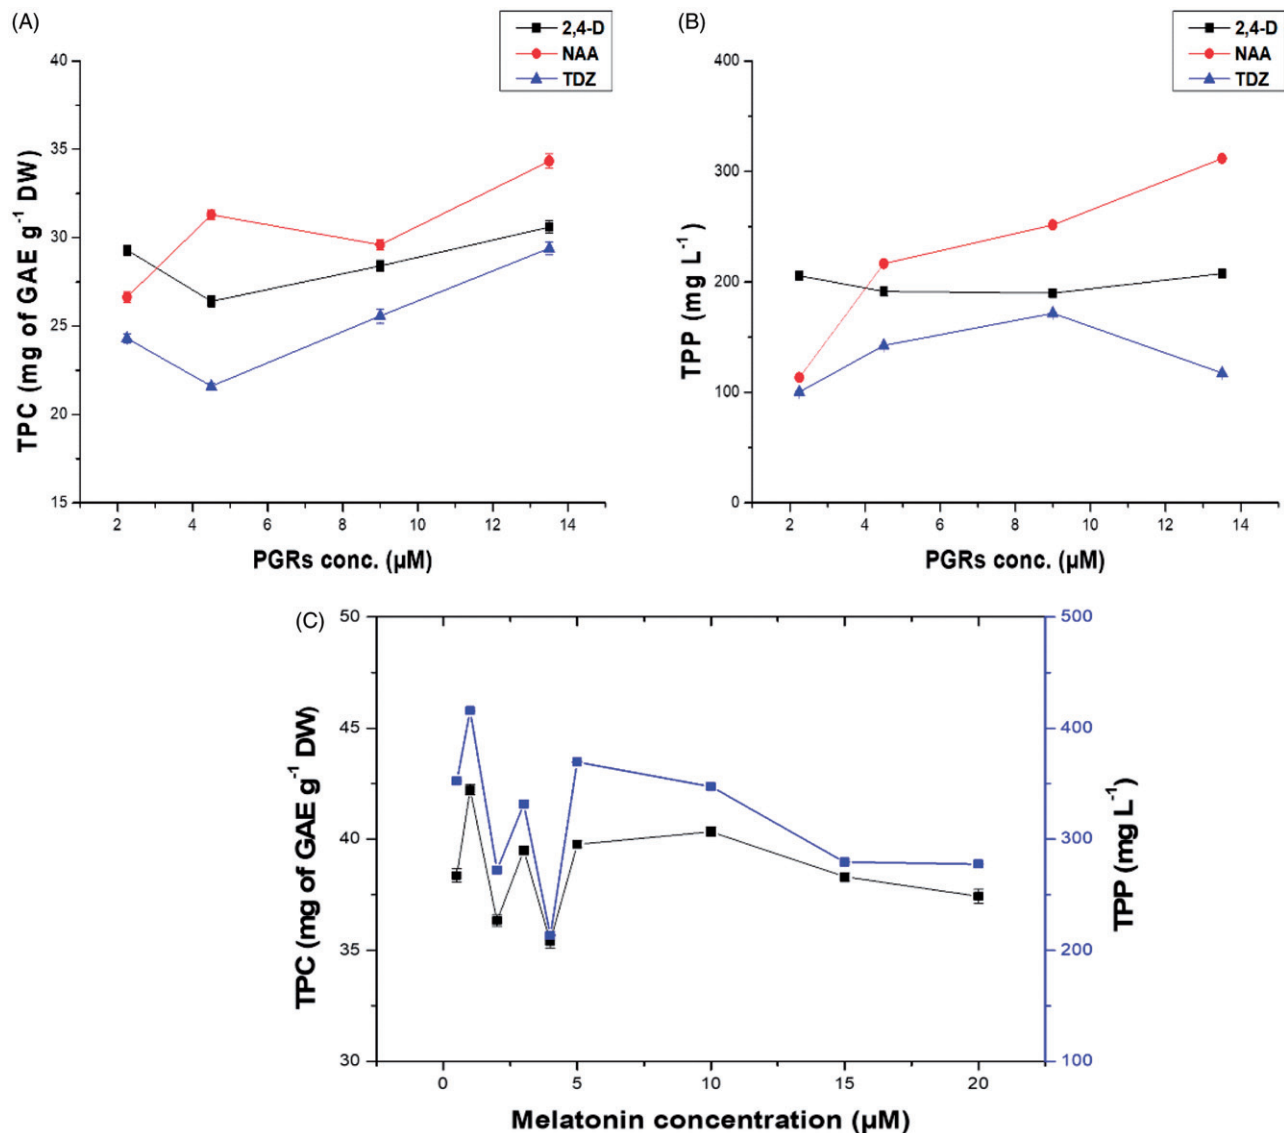 (A)
2,4-D
NAA
TDZ
TPC (mg of GAE g⁻¹ DW)
40
35
30
25
20
15
2 4 6 8 10 12 14
PGRs conc. (µM)
(B)
2,4-D
NAA
TDZ
TPP (mg L⁻¹)
400
300
200
100
0
2 4 6 8 10 12 14
PGRs conc. (µM)
(C)
TPC (mg of GAE g⁻¹ DW)
50
45
40
35
30
500
400
300
200
100
TPP (mg L⁻¹)
0 5 10 15 20
Melatonin concentration (µM)